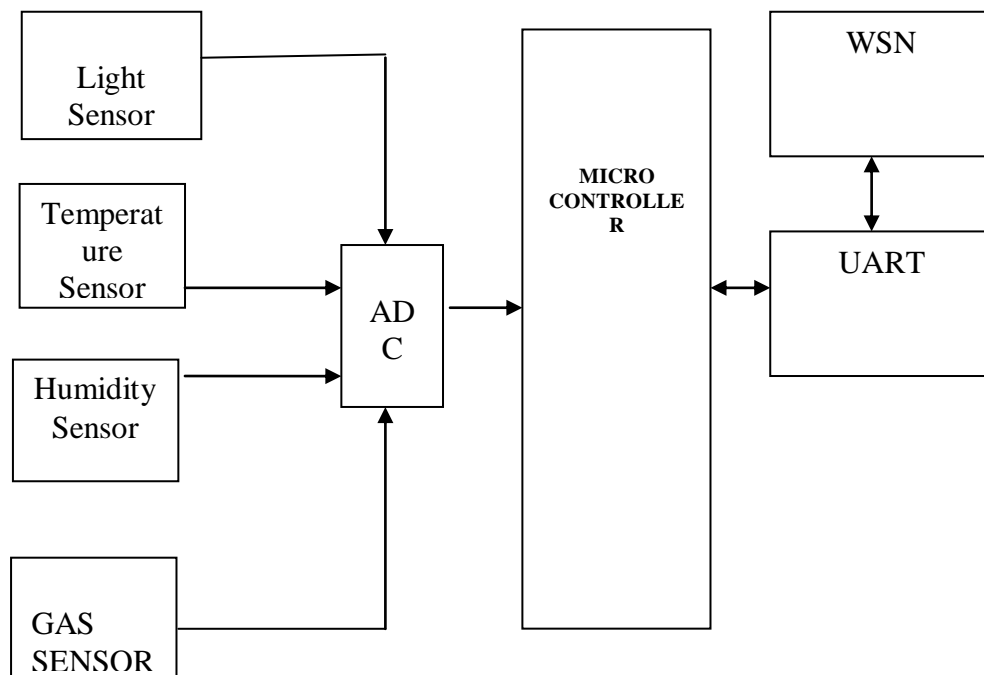 Light
Sensor
Temperat
ure
Sensor
Humidity
Sensor
GAS
SENSOR
AD
C
MICRO
CONTROLLE
R
WSN
UART